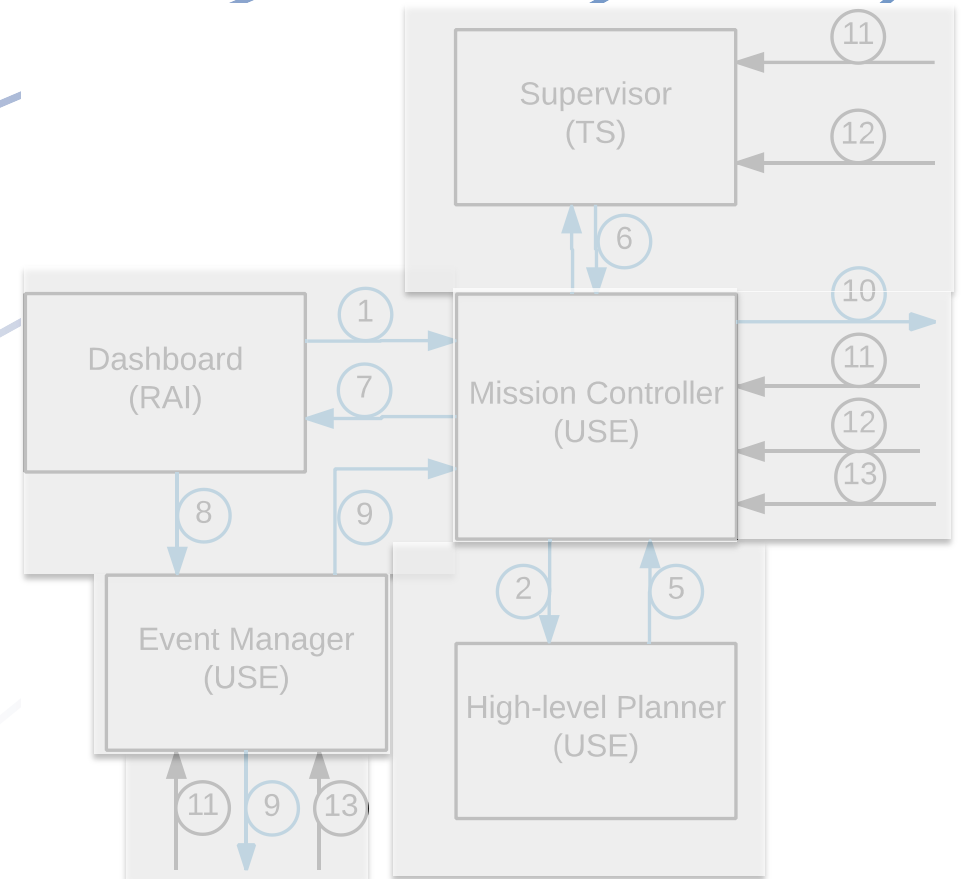 11
Supervisor
(TS)
12
6
10
1
Dashboard
(RAI)
11
7
Mission Controller
(USE)
12
13
8
9
2
5
Event Manager
(USE)
High-level Planner
(USE)
11
9
13